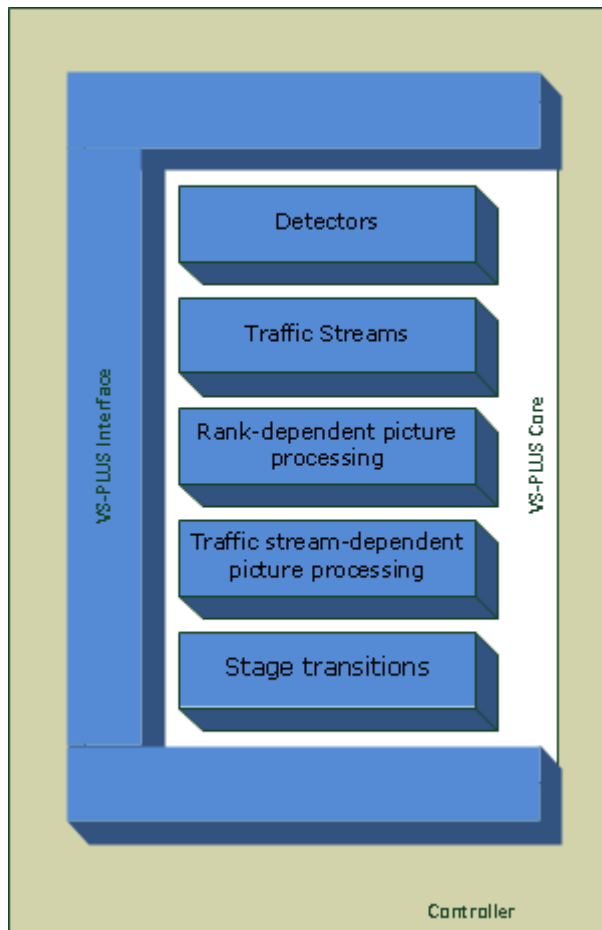 Detectors
Traffic Streams
Rank-dependent picture
processing
Traffic stream-dependent
picture processing
Stage transitions
VS-PLUS Interface
VS-PLUS Core
Controller